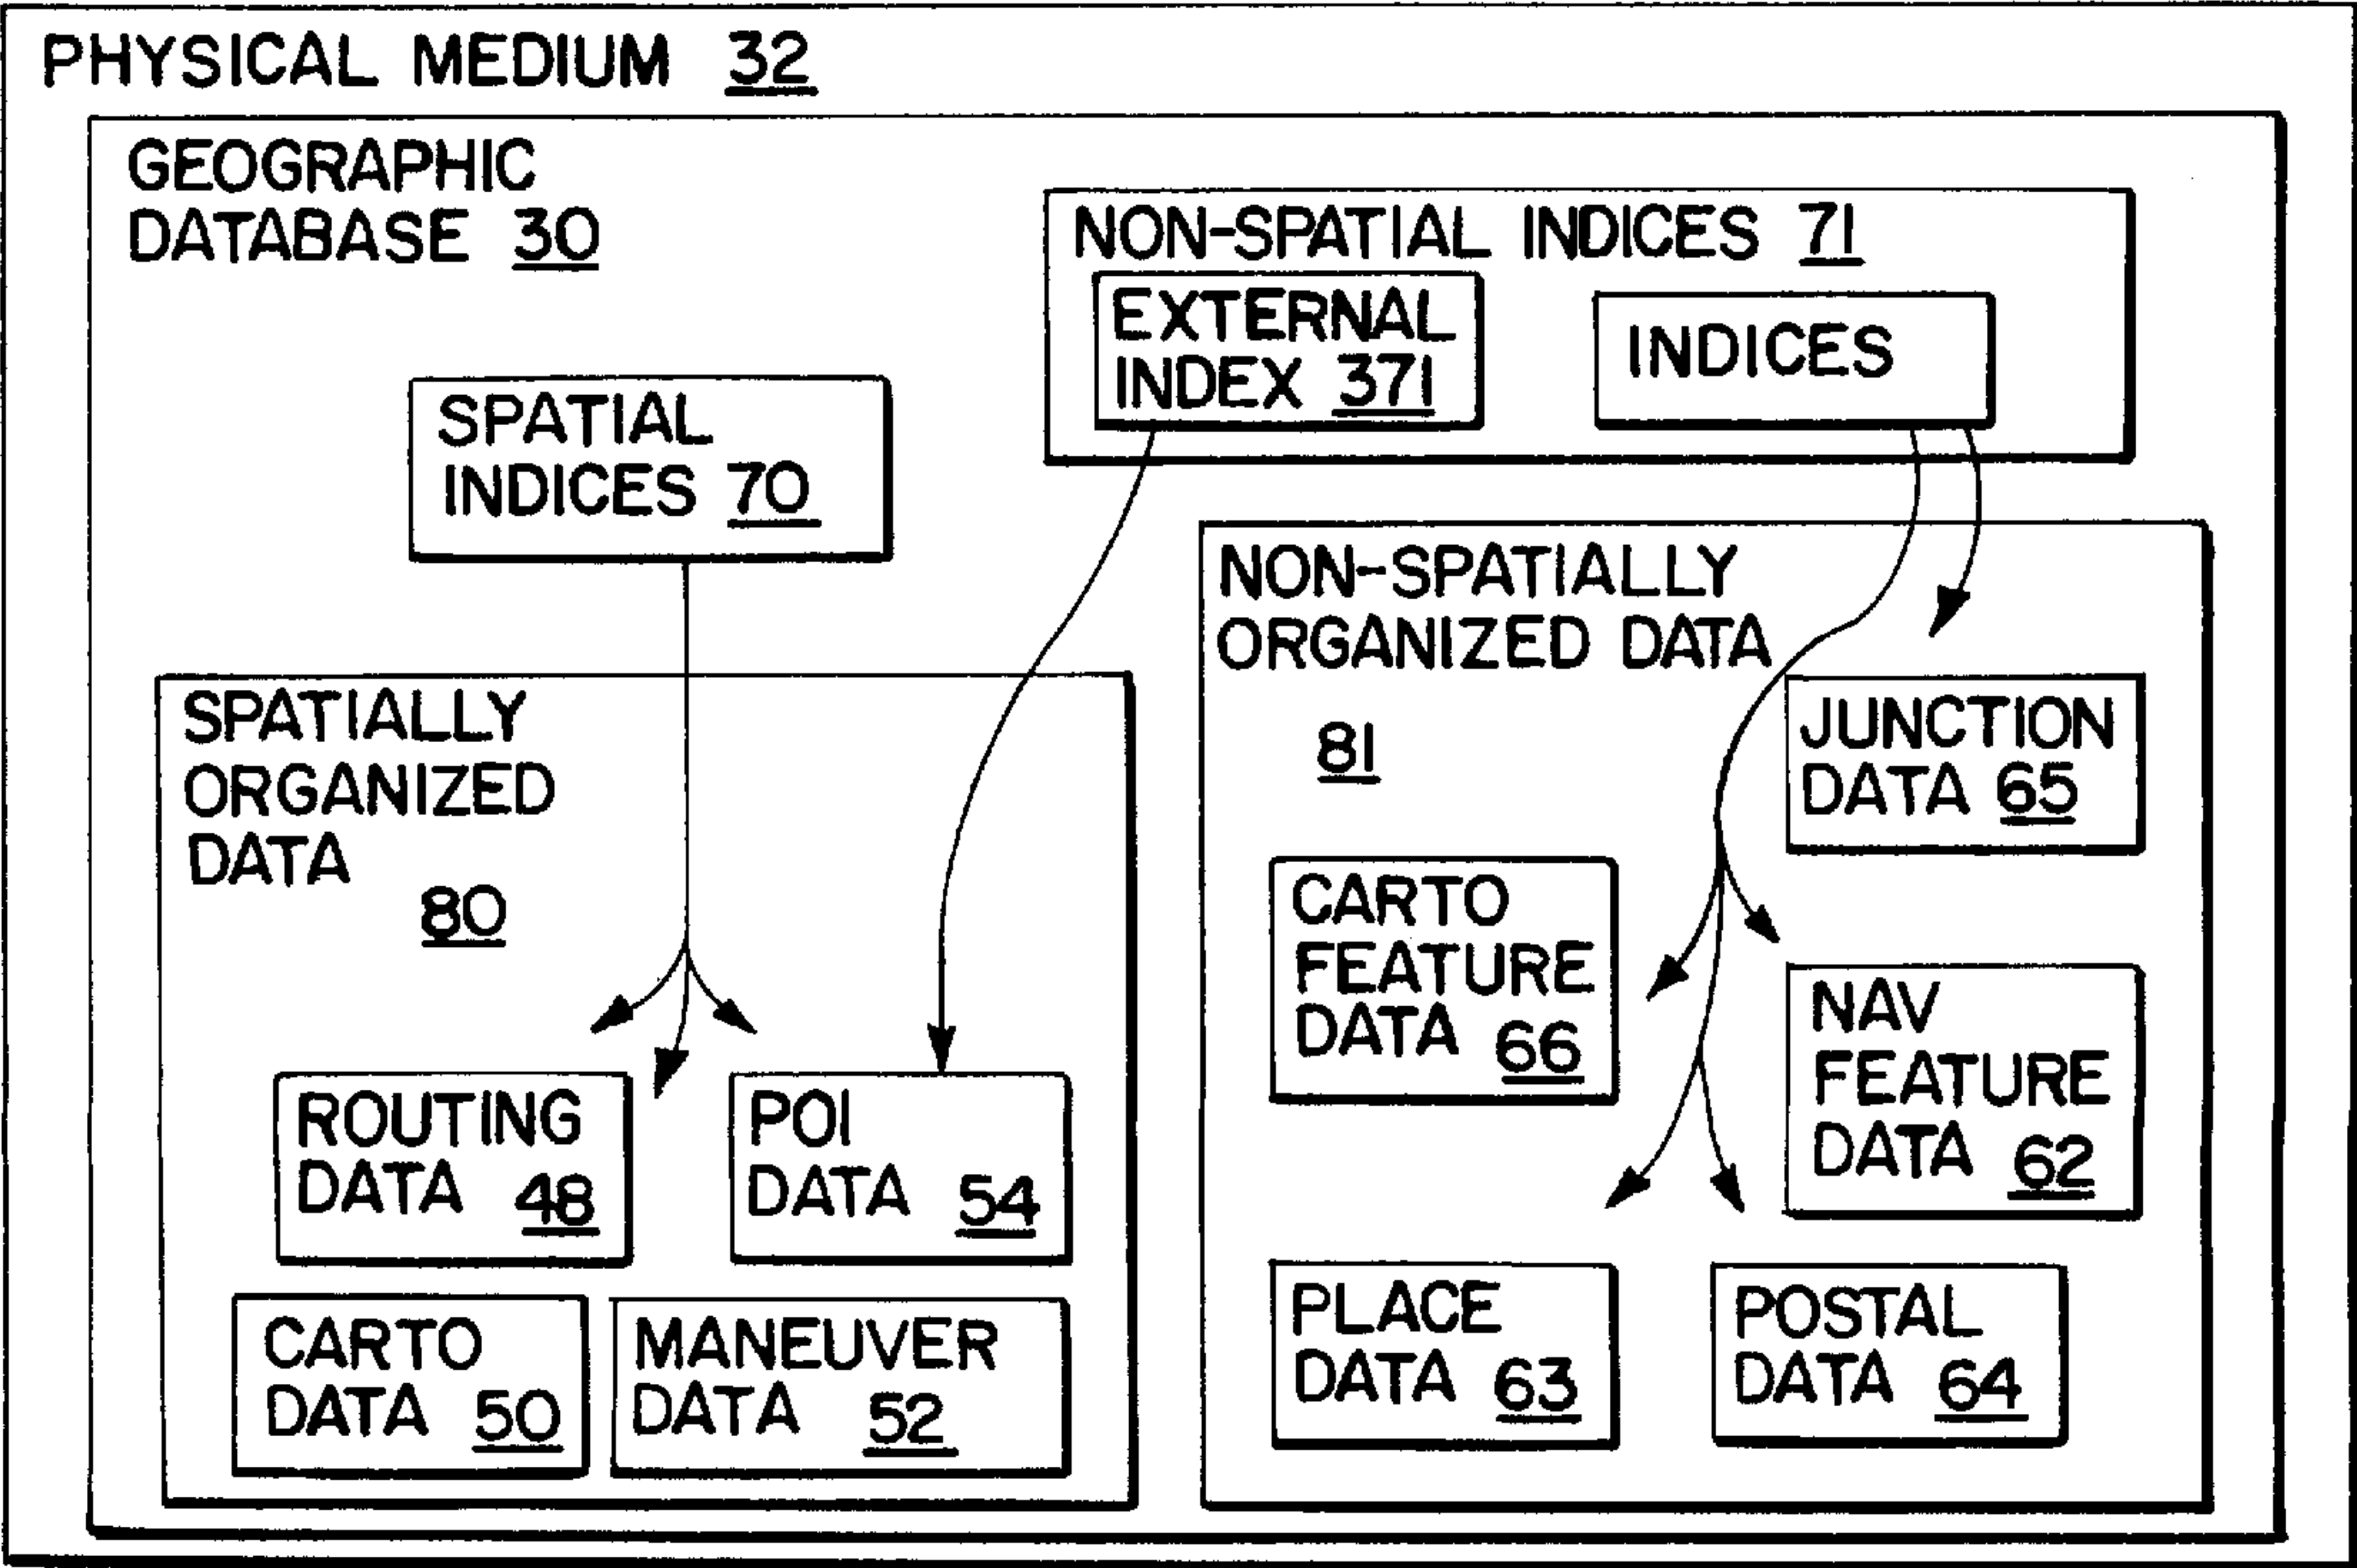 PHYSICAL MEDIUM 32
GEOGRAPHIC
DATABASE 30
NON-SPATIAL INDICES 71
EXTERNAL
INDEX 371
INDICES
SPATIAL
INDICES 70
NON-SPATIALLY
ORGANIZED DATA
81
SPATIALLY
ORGANIZED
DATA
80
JUNCTION
DATA 65
CARTO
FEATURE
DATA 66
NAV
FEATURE
DATA 62
ROUTING
DATA 48
POI
DATA 54
CARTO
DATA 50
MANEUVER
DATA 52
PLACE
DATA 63
POSTAL
DATA 64